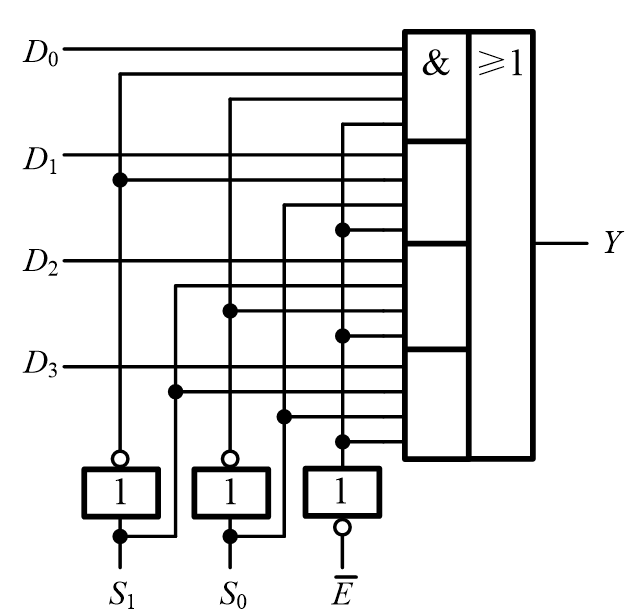 D₀
& ≥1
D₁
Y
D₂
D₃
1 1 1
S₁ S₀ E̅